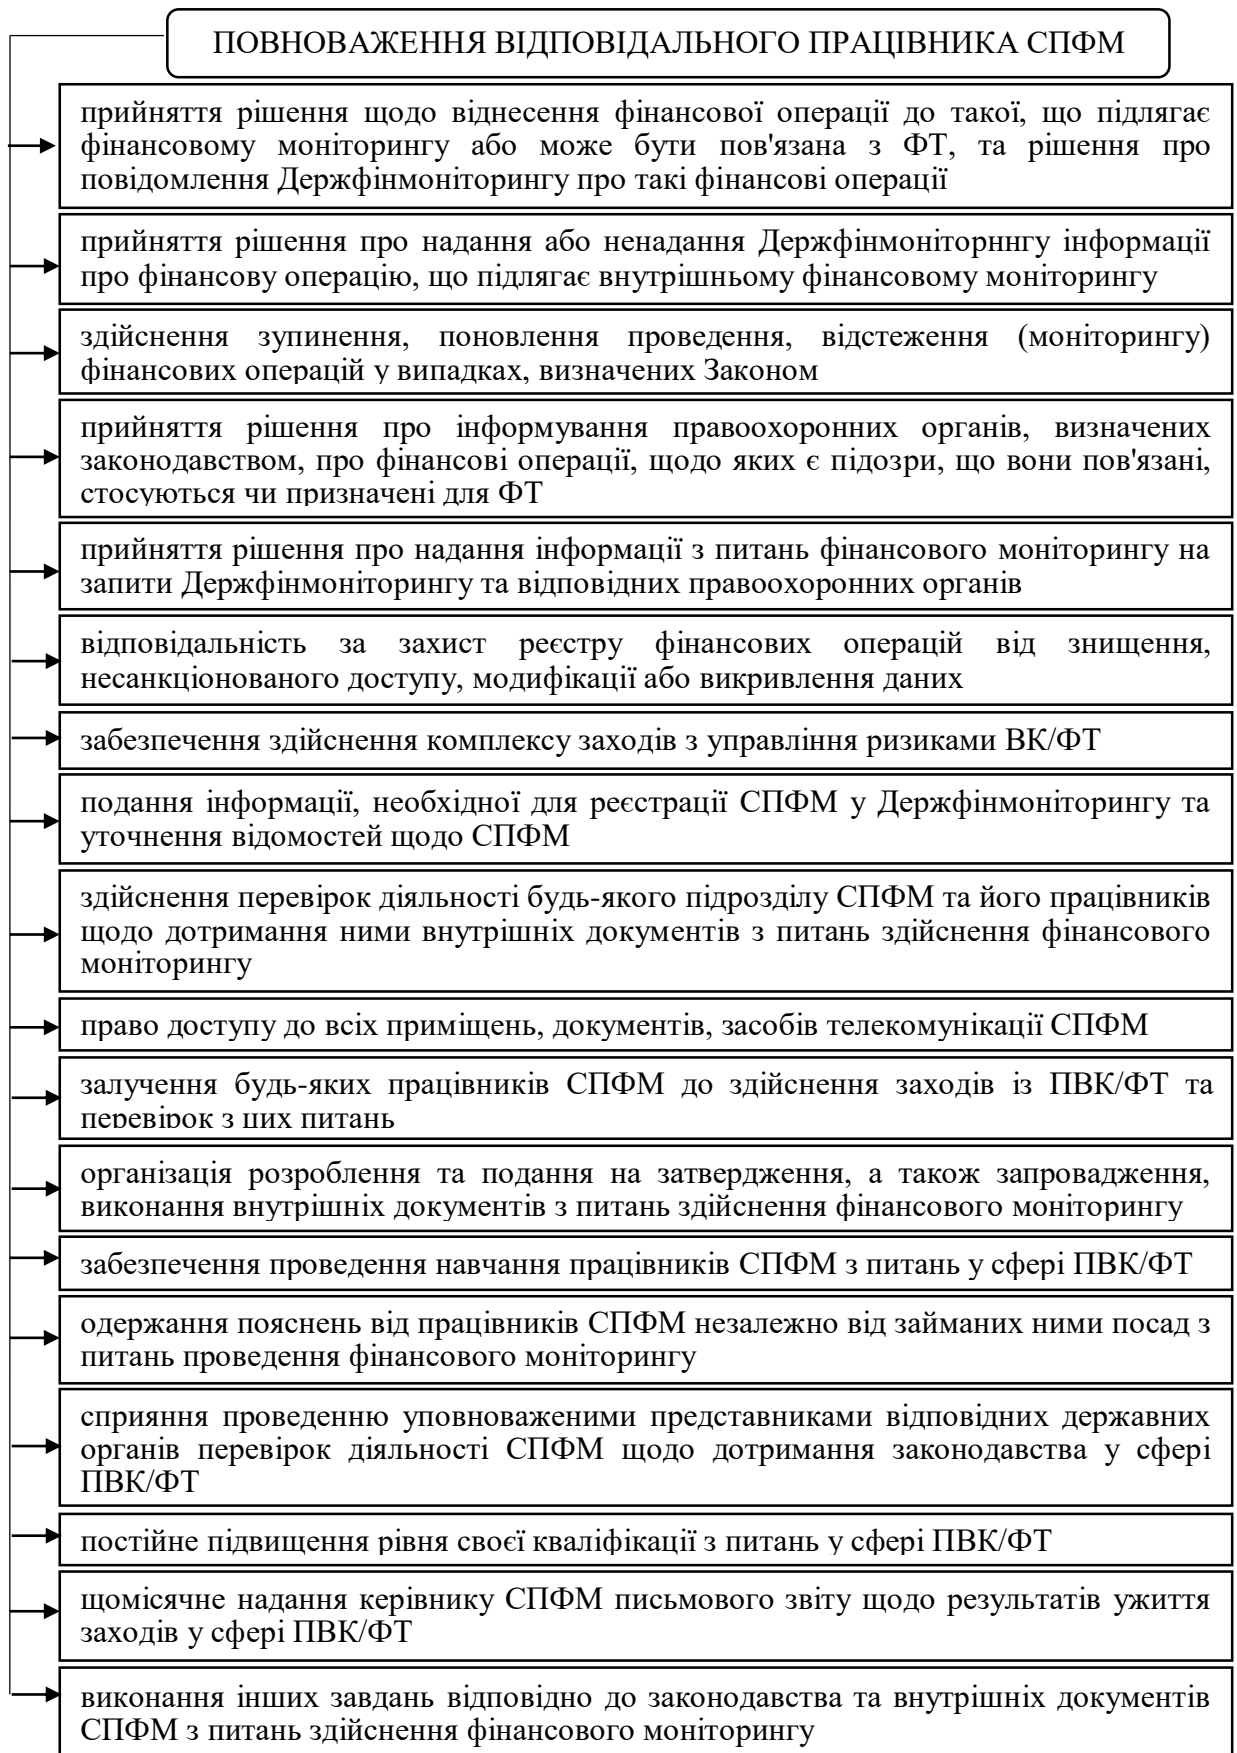 ПОВНОВАЖЕННЯ ВІДПОВІДАЛЬНОГО ПРАЦІВНИКА СПФМ
прийняття рішення щодо віднесення фінансової операції до такої, що підлягає
фінансовому моніторингу або може бути пов'язана з ФТ, та рішення про
повідомлення Держфінмоніторингу про такі фінансові операції
прийняття рішення про надання або ненадання Держфінмоніторннгу інформації
про фінансову операцію, що підлягає внутрішньому фінансовому моніторингу
здійснення зупинення, поновлення проведення, відстеження (моніторингу)
фінансових операцій у випадках, визначених Законом
прийняття рішення про інформування правоохоронних органів, визначених
законодавством, про фінансові операції, щодо яких є підозри, що вони пов'язані,
стосуються чи призначені для ФТ
прийняття рішення про надання інформації з питань фінансового моніторингу на
запити Держфінмоніторингу та відповідних правоохоронних органів
відповідальність за захист реєстру фінансових операцій від знищення,
несанкціонованого доступу, модифікації або викривлення даних
забезпечення здійснення комплексу заходів з управління ризиками ВК/ФТ
подання інформації, необхідної для реєстрації СПФМ у Держфінмоніторингу та
уточнення відомостей щодо СПФМ
здійснення перевірок діяльності будь-якого підрозділу СПФМ та його працівників
щодо дотримання ними внутрішніх документів з питань здійснення фінансового
моніторингу
право доступу до всіх приміщень, документів, засобів телекомунікації СПФМ
залучення будь-яких працівників СПФМ до здійснення заходів із ПВК/ФТ та
перевірок з цих питань
організація розроблення та подання на затвердження, а також запровадження,
виконання внутрішніх документів з питань здійснення фінансового моніторингу
забезпечення проведення навчання працівників СПФМ з питань у сфері ПВК/ФТ
одержання пояснень від працівників СПФМ незалежно від займаних ними посад з
питань проведення фінансового моніторингу
сприяння проведенню уповноваженими представниками відповідних державних
органів перевірок діяльності СПФМ щодо дотримання законодавства у сфері
ПВК/ФТ
постійне підвищення рівня своєї кваліфікації з питань у сфері ПВК/ФТ
щомісячне надання керівнику СПФМ письмового звіту щодо результатів ужиття
заходів у сфері ПВК/ФТ
виконання інших завдань відповідно до законодавства та внутрішніх документів
СПФМ з питань здійснення фінансового моніторингу